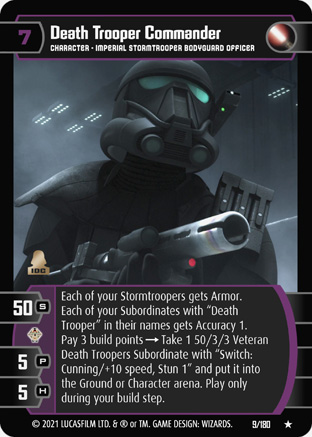 7
Death Trooper Commander
CHARACTER - IMPERIAL STORMTROOPER BODYGUARD OFFICER
IDC
50 S
5 P
5 H
Each of your Stormtroopers gets Armor.
Each of your Subordinates with "Death
Trooper" in their names gets Accuracy 1.
Pay 3 build points → Take 1 50/3/3 Veteran
Death Troopers Subordinate with "Switch:
Cunning/+10 speed, Stun 1" and put it into
the Ground or Character arena. Play only
during your build step.
© 2021 LUCASFILM LTD. & ® or TM. GAME DESIGN: WIZARDS.
9/180 ★